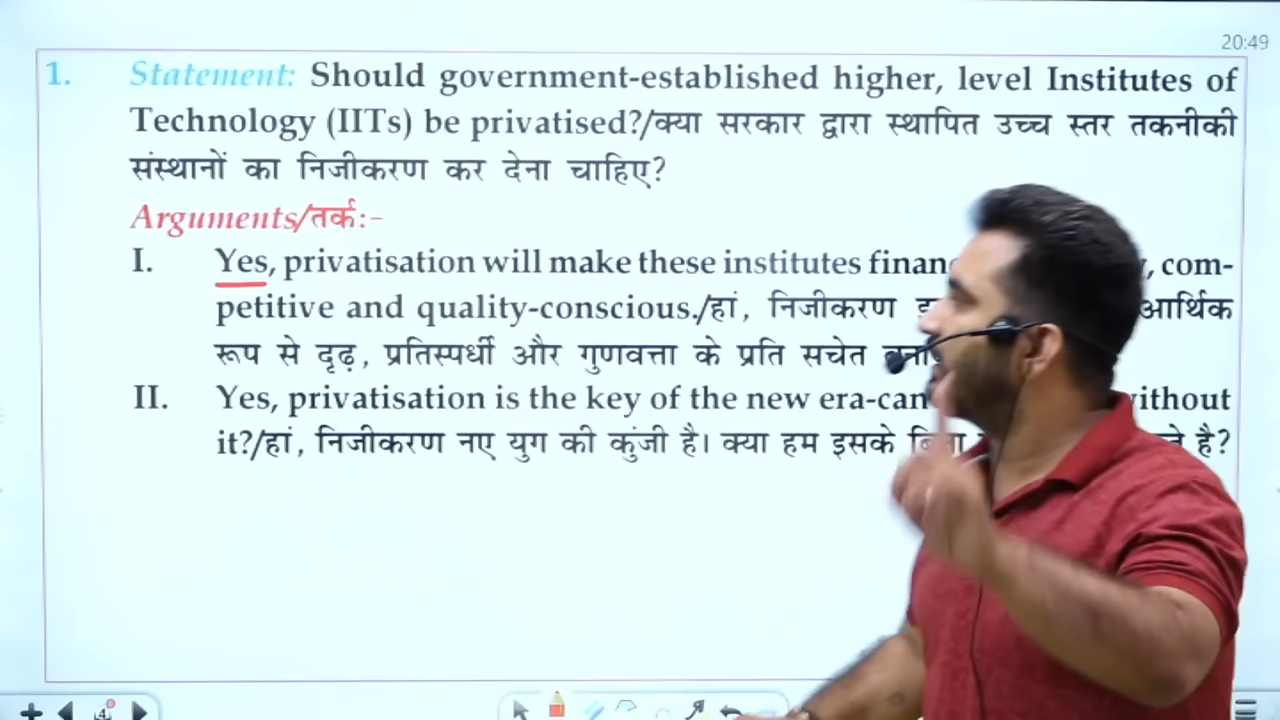 20:49
1. Statement: Should government-established higher, level Institutes of
Technology (IITs) be privatised?/क्या सरकार द्वारा स्थापित उच्च स्तर तकनीकी
संस्थानों का निजीकरण कर देना चाहिए?
Arguments/तर्क:-
I. Yes, privatisation will make these institutes , com-
petitive and quality-conscious./हां, निजीकरण आर्थिक
रूप से दृढ़, प्रतिस्पर्धी और गुणवत्ता के प्रति सचेत
II. Yes, privatisation is the key of the new era-can
it?/हां, निजीकरण नए युग की कुंजी है। क्या हम इसके है?
4